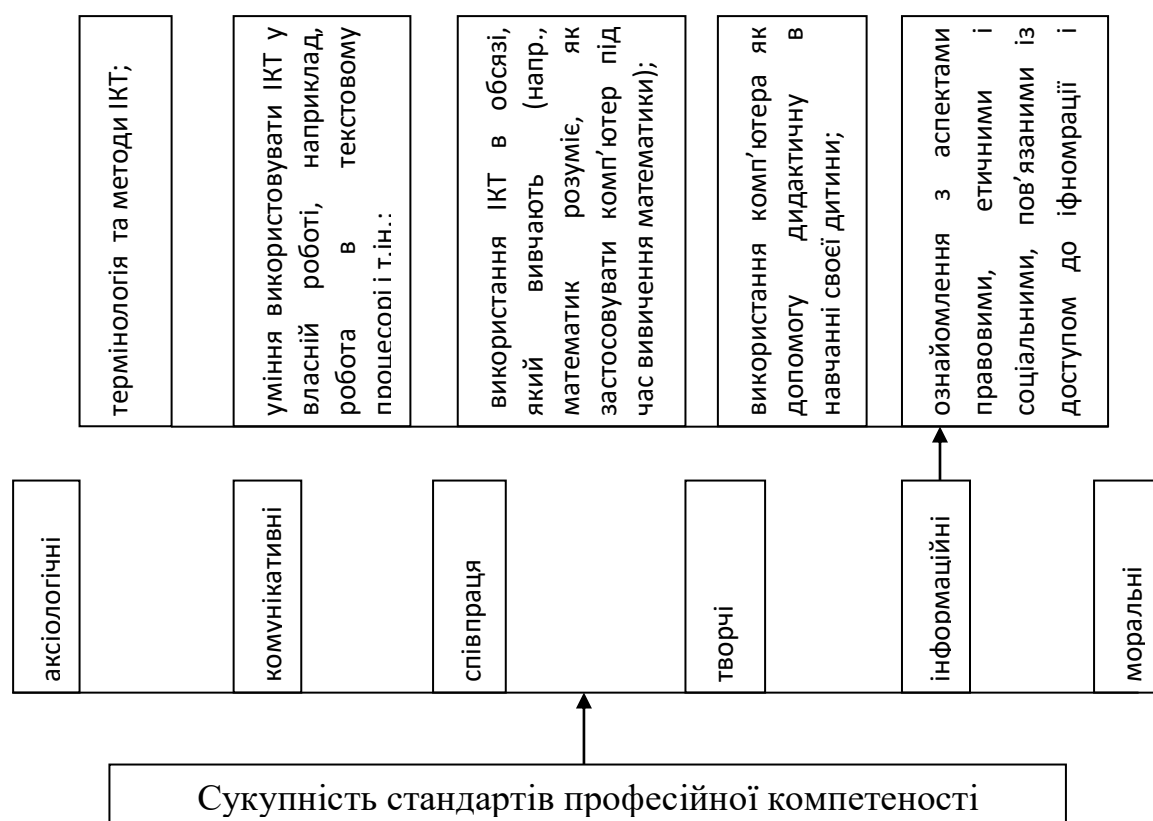 термінологія та методи ІКТ;
уміння використовувати ІКТ у
власній роботі, наприклад,
робота в текстовому
процесорі і т.ін.;
використання ІКТ в обсязі,
який вивчають (напр.,
математик розуміє, як
застосовувати комп’ютер під
час вивичення математики);
використання комп’ютера як
допомогу дидактичну в
навчанні своєї дитини;
ознайомлення з аспектами
правовими, етичними і
соціальними, пов’язаними із
доступом до іфномрації і
аксіологічні
комунікативні
співпраця
творчі
інформаційні
моральні
Сукупність стандартів професійної компетеності